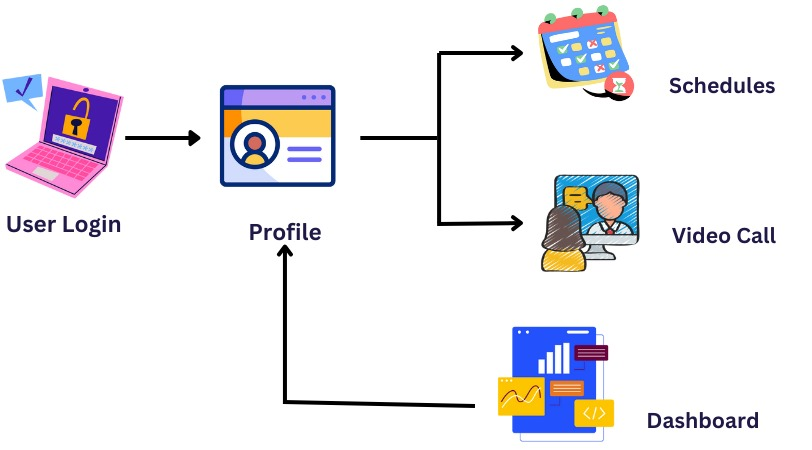 Schedules
User Login
Profile
Video Call
Dashboard